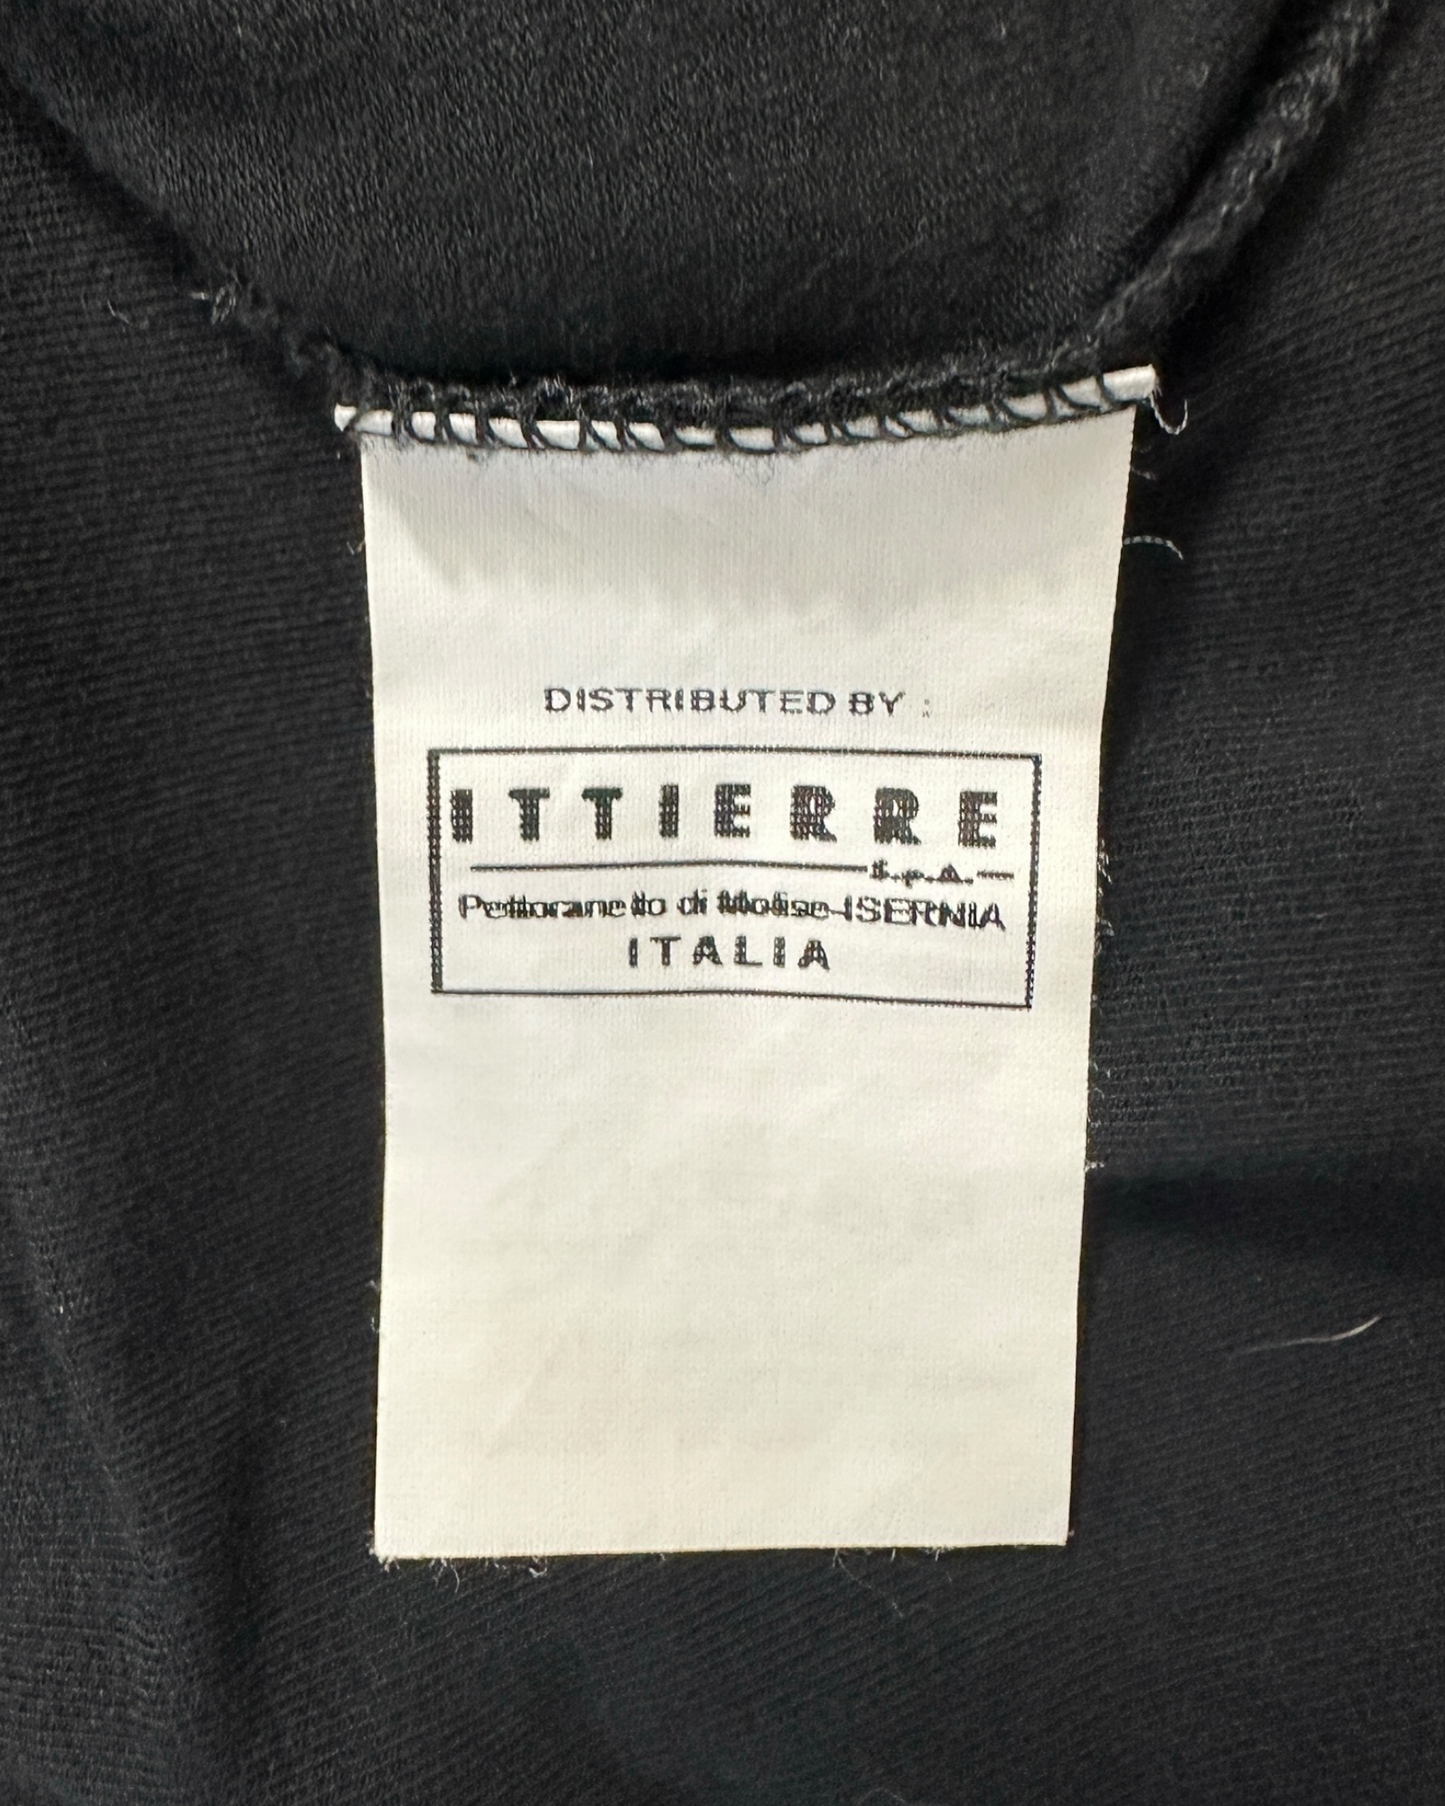 DISTRIBUTED BY :
ITTIERRE
S.p.A.
Pettoranello di Molise-ISERNIA
ITALIA